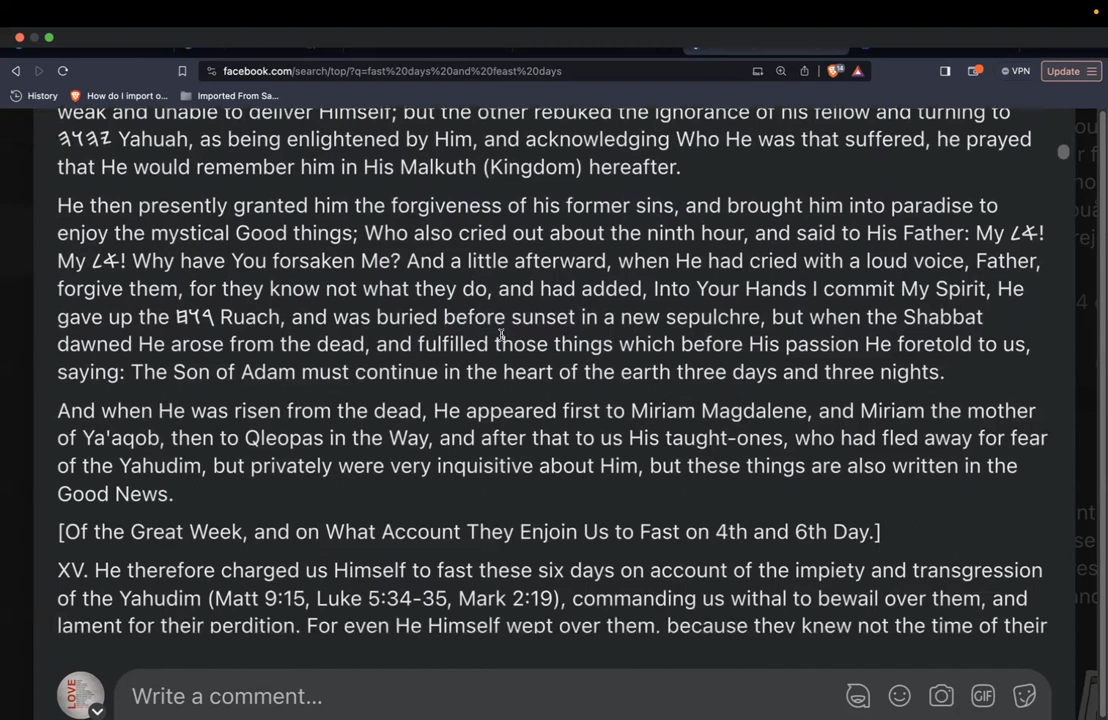 facebook.com/search/top/?q=fast%20days%20and%20feast%20days
14
VPN
Update
History
How do I import o...
Imported From Sa...
weak and unable to deliver Himself; but the other rebuked the ignorance of his fellow and turning to
𐤉𐤄𐤅𐤄 Yahuah, as being enlightened by Him, and acknowledging Who He was that suffered, he prayed
that He would remember him in His Malkuth (Kingdom) hereafter.
He then presently granted him the forgiveness of his former sins, and brought him into paradise to
enjoy the mystical Good things; Who also cried out about the ninth hour, and said to His Father: My 𐤀𐤋!
My 𐤀𐤋! Why have You forsaken Me? And a little afterward, when He had cried with a loud voice, Father,
forgive them, for they know not what they do, and had added, Into Your Hands I commit My Spirit, He
gave up the 𐤓𐤅𐤇 Ruach, and was buried before sunset in a new sepulchre, but when the Shabbat
dawned He arose from the dead, and fulfilled those things which before His passion He foretold to us,
saying: The Son of Adam must continue in the heart of the earth three days and three nights.
And when He was risen from the dead, He appeared first to Miriam Magdalene, and Miriam the mother
of Ya'aqob, then to Qleopas in the Way, and after that to us His taught-ones, who had fled away for fear
of the Yahudim, but privately were very inquisitive about Him, but these things are also written in the
Good News.
[Of the Great Week, and on What Account They Enjoin Us to Fast on 4th and 6th Day.]
XV. He therefore charged us Himself to fast these six days on account of the impiety and transgression
of the Yahudim (Matt 9:15, Luke 5:34-35, Mark 2:19), commanding us withal to bewail over them, and
lament for their perdition. For even He Himself wept over them, because they knew not the time of their
LOVE
Write a comment...
GIF